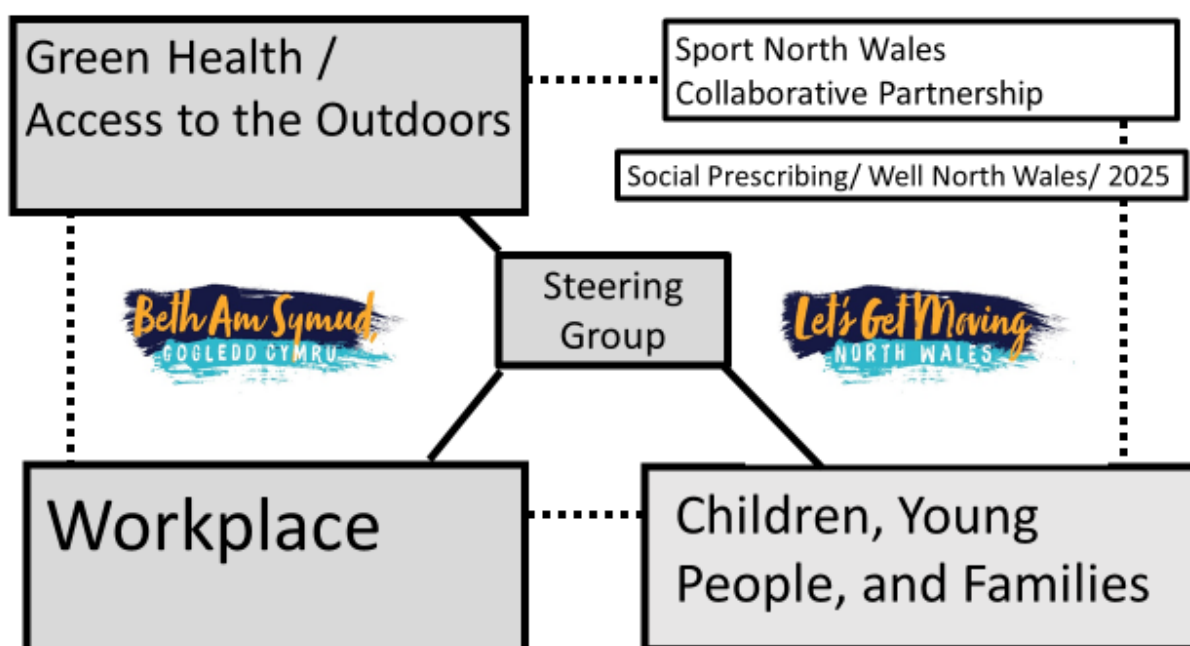 Green Health /
Access to the Outdoors
Sport North Wales
Collaborative Partnership
Social Prescribing/ Well North Wales/ 2025
Steering
Group
Beth Am Symud,
GOGLEDD CYMRU
Let's Get Moving
NORTH WALES
Workplace
Children, Young
People, and Families